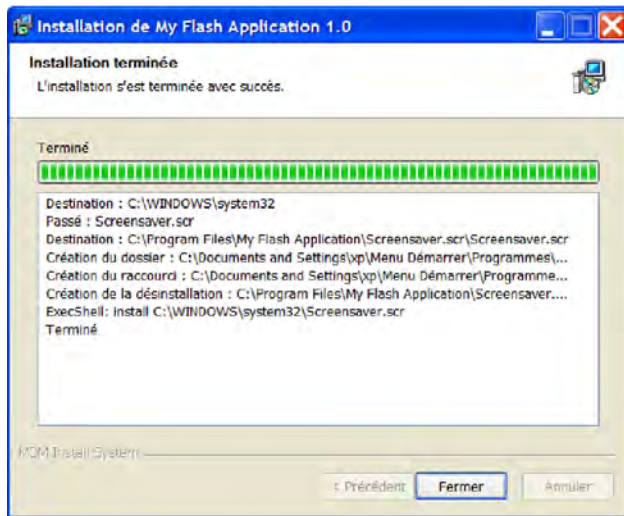 Installation de My Flash Application 1.0
Installation terminée
L'installation s'est terminée avec succès.
Terminé
Destination : C:\WINDOWS\system32
Passé : Screensaver.scr
Destination : C:\Program Files\My Flash Application\Screensaver.scr\Screensaver.scr
Création du dossier : C:\Documents and Settings\xp\Menu Démarrer\Programmes\...
Création du raccourci : C:\Documents and Settings\xp\Menu Démarrer\Programme...
Création de la désinstallation : C:\Program Files\My Flash Application\Screensaver....
ExecShell: install C:\WINDOWS\system32\Screensaver.scr
Terminé
MDM Install System
< Précédent Fermer Annuler